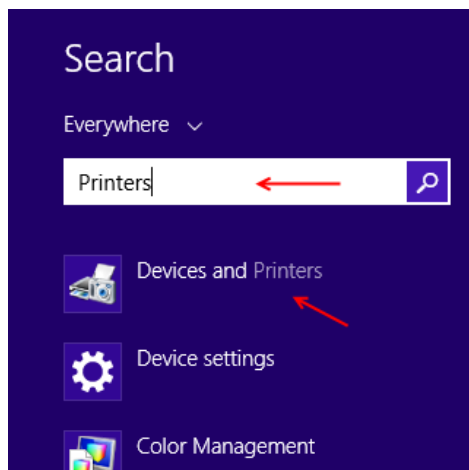 Search
Everywhere
Printers
Devices and Printers
Device settings
Color Management